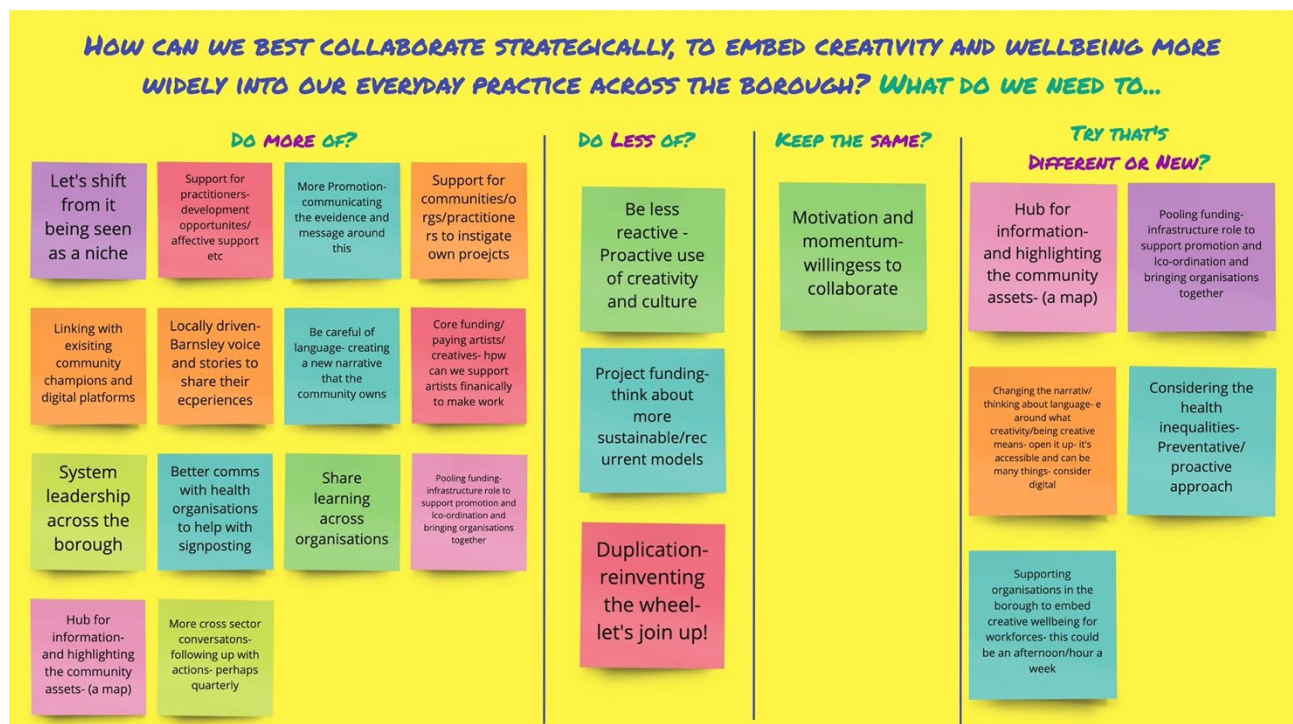 HOW CAN WE BEST COLLABORATE STRATEGICALLY, TO EMBED CREATIVITY AND WELLBEING MORE
WIDELY INTO OUR EVERYDAY PRACTICE ACROSS THE BOROUGH? WHAT DO WE NEED TO...
DO MORE OF?
Let's shift
from it
being seen
as a niche
Support for
practitioners-
development
opportunites/
affective support
etc
More Promotion-
communicating
the eveidence and
message around
this
Support for
communities/o
rgs/practitione
rs to instigate
own proejcts
Linking with
exisiting
community
champions and
digital platforms
Locally driven-
Barnsley voice
and stories to
share their
ecperiences
Be careful of
language- creating
a new narrative
that the
community owns
Core funding/
paying artists/
creatives- hpw
can we support
artists finanically
to make work
System
leadership
across the
borough
Better comms
with health
organisations
to help with
signposting
Share
learning
across
organisations
Pooling funding-
infrastructure role to
support promotion and
lco-ordination and
bringing organisations
together
Hub for
information-
and highlighting
the community
assets- (a map)
More cross sector
conversatons-
following up with
actions- perhaps
quarterly
DO LESS OF?
Be less
reactive -
Proactive use
of creativity
and culture
Project funding-
think about
more
sustainable/rec
urrent models
Duplication-
reinventing
the wheel-
let's join up!
KEEP THE SAME?
Motivation and
momentum-
willingess to
collaborate
TRY THAT'S
DIFFERENT OR NEW?
Hub for
information-
and highlighting
the community
assets- (a map)
Pooling funding-
infrastructure role to
support promotion and
lco-ordination and
bringing organisations
together
Changing the narrativ/
thinking about language- e
around what
creativity/being creative
means- open it up- it's
accessible and can be
many things- consider
digital
Considering the
health
inequalities-
Preventative/
proactive
approach
Supporting
organisations in the
borough to embed
creative wellbeing for
workforces- this could
be an afternoon/hour a
week